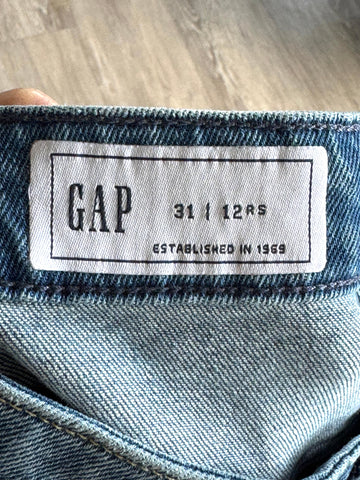 GAP 31 | 12RS
ESTABLISHED IN 1969